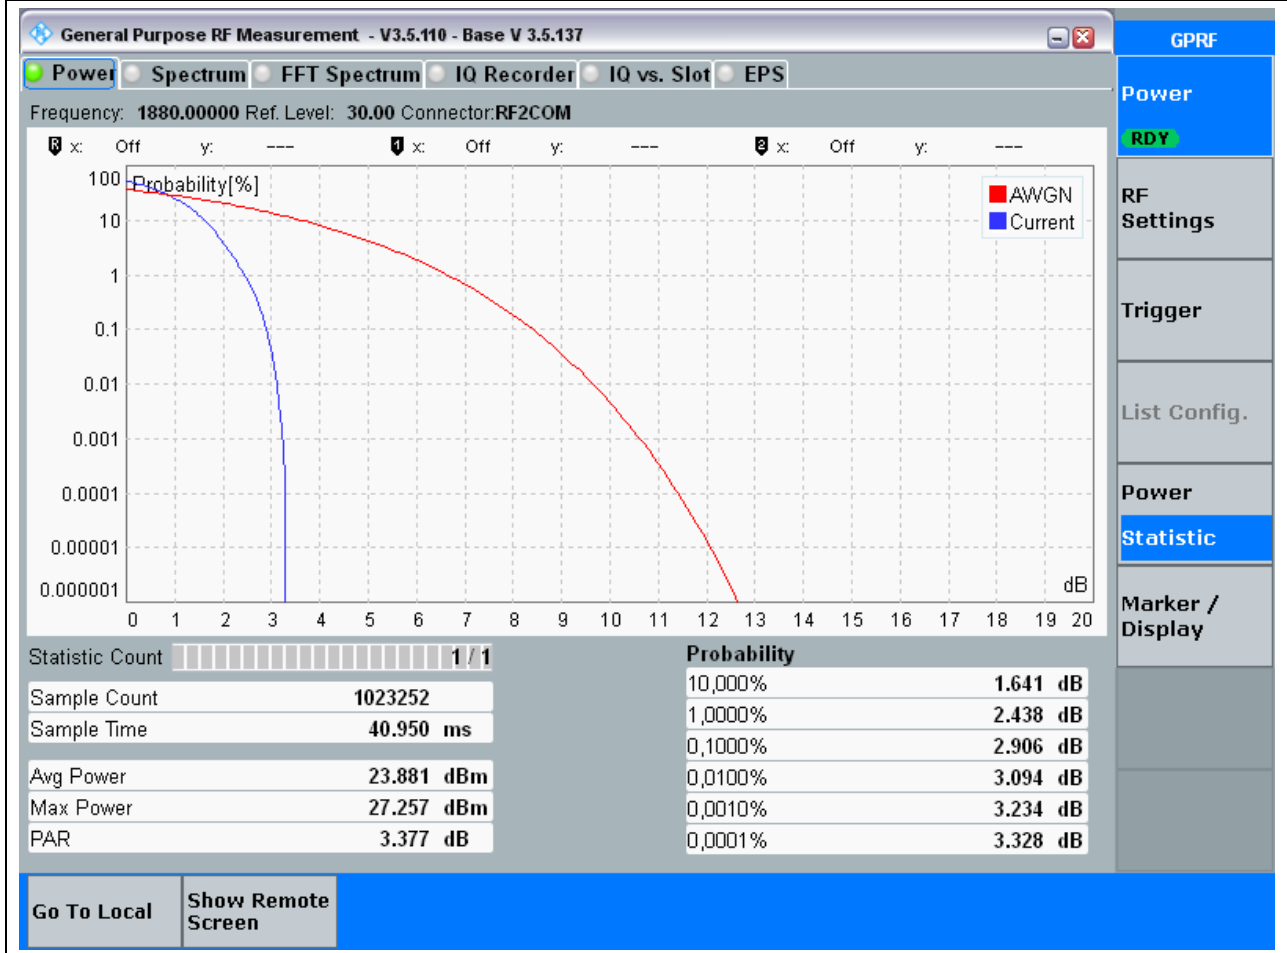 General Purpose RF Measurement - V3.5.110 - Base V 3.5.137
GPRF
Power Spectrum FFT Spectrum IQ Recorder IQ vs. Slot EPS
Frequency: 1880.00000 Ref. Level: 30.00 Connector:RF2COM
Power
RDY
R x: Off y: --- 1 x: Off y: --- 2 x: Off y: ---
Probability[%]
AWGN
Current
100
10
1
0.1
0.01
0.001
0.0001
0.00001
0.000001
dB
0 1 2 3 4 5 6 7 8 9 10 11 12 13 14 15 16 17 18 19 20
RF
Settings
Trigger
List Config.
Power
Statistic
Marker /
Display
Statistic Count 1 / 1
Sample Count 1023252
Sample Time 40.950 ms
Avg Power 23.881 dBm
Max Power 27.257 dBm
PAR 3.377 dB
Probability
10,000% 1.641 dB
1,0000% 2.438 dB
0,1000% 2.906 dB
0,0100% 3.094 dB
0,0010% 3.234 dB
0,0001% 3.328 dB
Go To Local
Show Remote
Screen